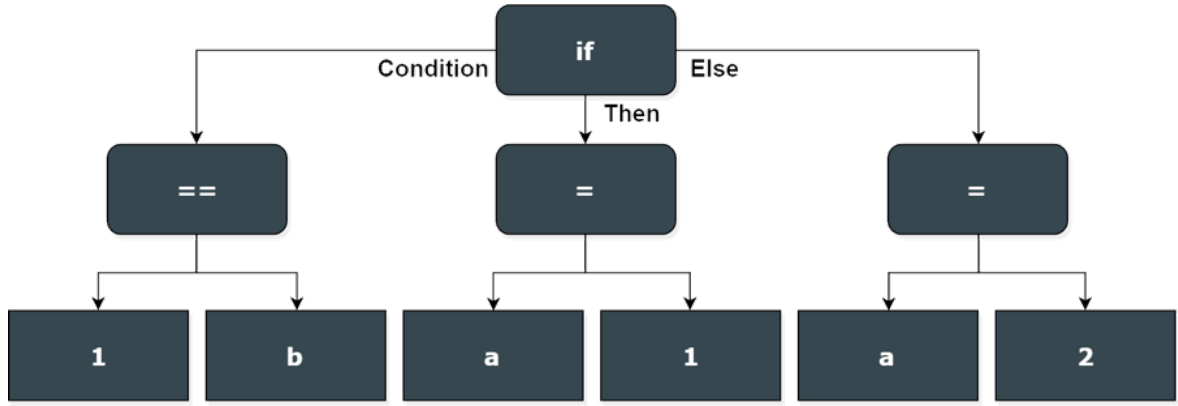 if
Condition
Else
Then
==
=
=
1
b
a
1
a
2